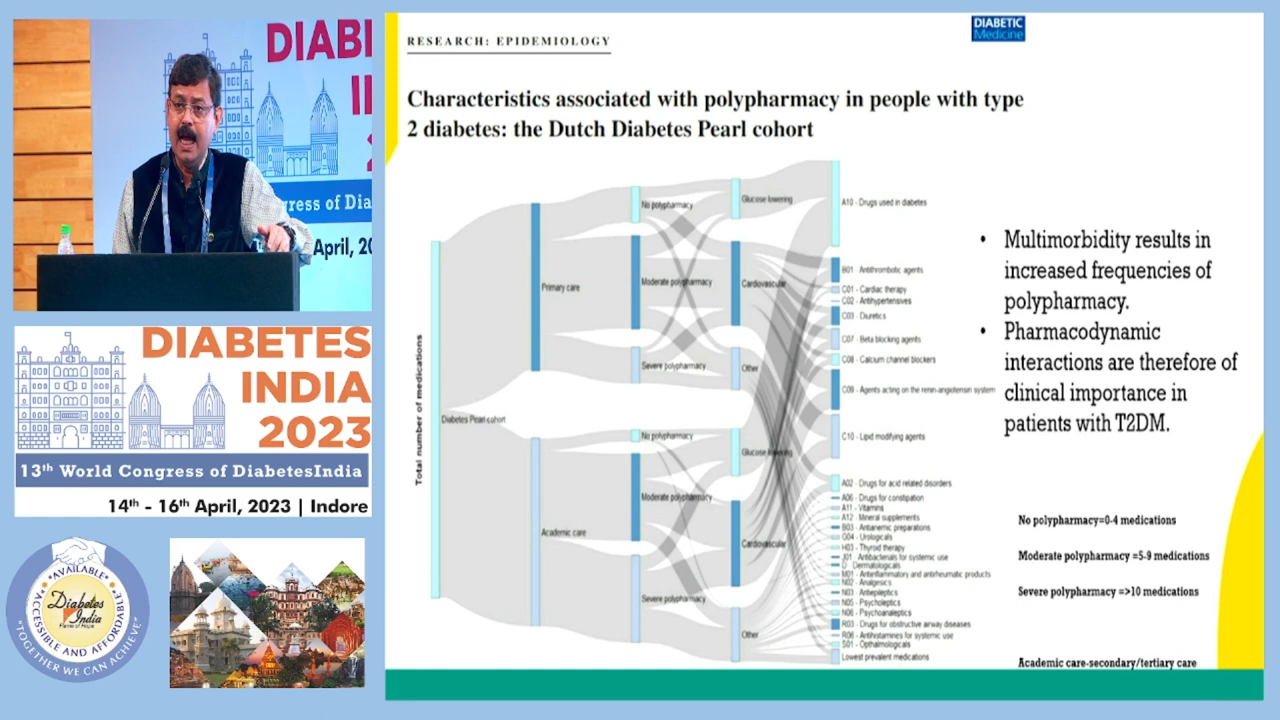 DIABI
II
2
ress of Dia
April, 20
DIABETES
INDIA
2023
13th World Congress of DiabetesIndia
14th - 16th April, 2023 | Indore
AVAILABLE
ACCESSIBLE AND AFFORDABLE
Diabetes
India
"TOGETHER WE CAN ACHIEVE"
DIABETIC
Medicine
RESEARCH: EPIDEMIOLOGY
Characteristics associated with polypharmacy in people with type
2 diabetes: the Dutch Diabetes Pearl cohort
Total number of medications
Diabetes Pearl cohort
Primary care
Academic care
No polypharmacy
Moderate polypharmacy
Severe polypharmacy
No polypharmacy
Moderate polypharmacy
Severe polypharmacy
Glucose lowering
Cardiovascular
Other
Glucose lowering
Cardiovascular
Other
A10 - Drugs used in diabetes
B01 - Antithrombotic agents
C01 - Cardiac therapy
C02 - Antihypertensives
C03 - Diuretics
C07 - Beta blocking agents
C08 - Calcium channel blockers
C09 - Agents acting on the renin-angiotensin system
C10 - Lipid modifying agents
A02 - Drugs for acid related disorders
A06 - Drugs for constipation
A11 - Vitamins
A12 - Mineral supplements
B03 - Antianemic preparations
G04 - Urologicals
H03 - Thyroid therapy
J01 - Antibacterials for systemic use
D - Dermatologicals
M01 - Antiinflammatory and antirheumatic products
N02 - Analgesics
N03 - Antiepileptics
N05 - Psycholeptics
N06 - Psychoanaleptics
R03 - Drugs for obstructive airway diseases
R06 - Antihistamines for systemic use
S01 - Opthalmologicals
Lowest prevalent medications
• Multimorbidity results in
increased frequencies of
polypharmacy.
• Pharmacodynamic
interactions are therefore of
clinical importance in
patients with T2DM.
No polypharmacy=0-4 medications
Moderate polypharmacy =5-9 medications
Severe polypharmacy =>10 medications
Academic care-secondary/tertiary care